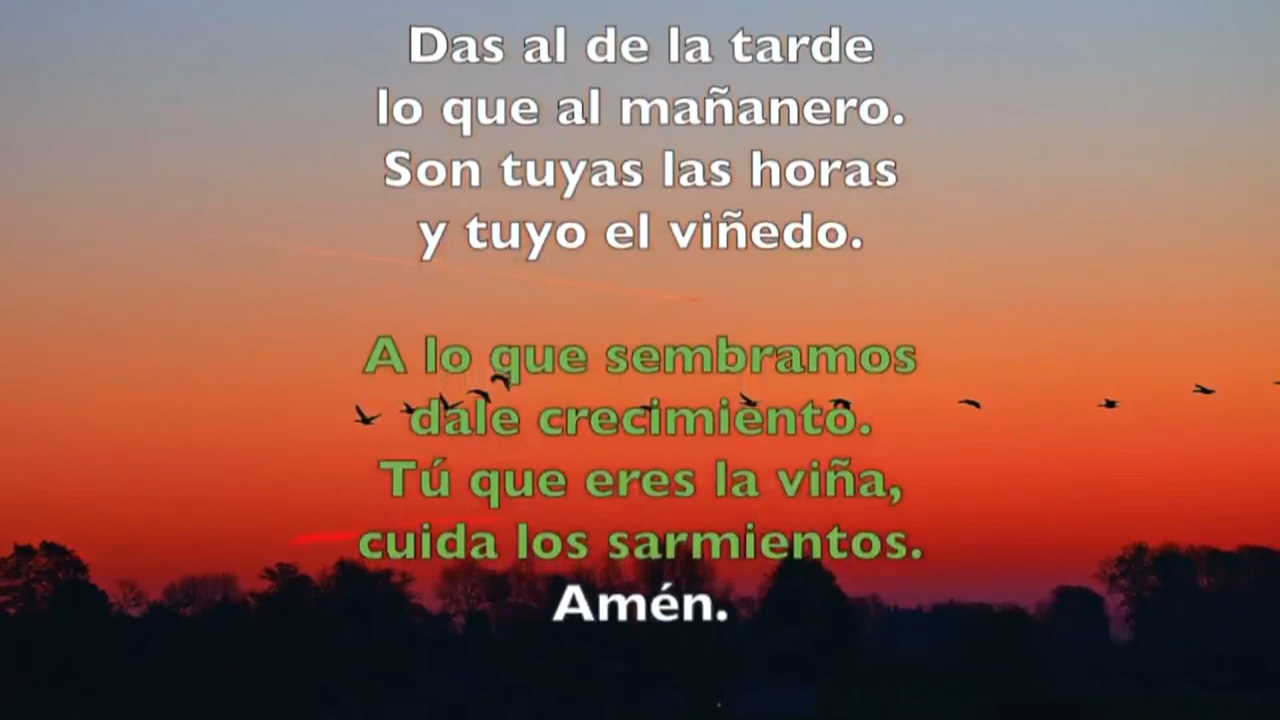 Das al de la tarde
lo que al mañanero.
Son tuyas las horas
y tuyo el viñedo.
A lo que sembramos
dale crecimiento.
Tú que eres la viña,
cuida los sarmientos.
Amén.